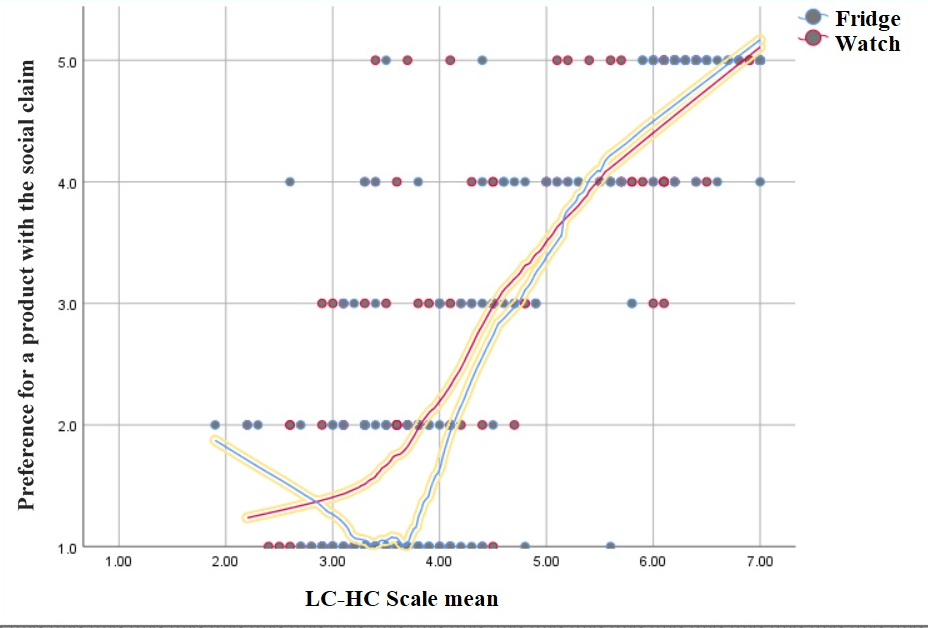 Fridge
Watch
Preference for a product with the social claim
5.0
4.0
3.0
2.0
1.0
1.00 2.00 3.00 4.00 5.00 6.00 7.00
LC-HC Scale mean